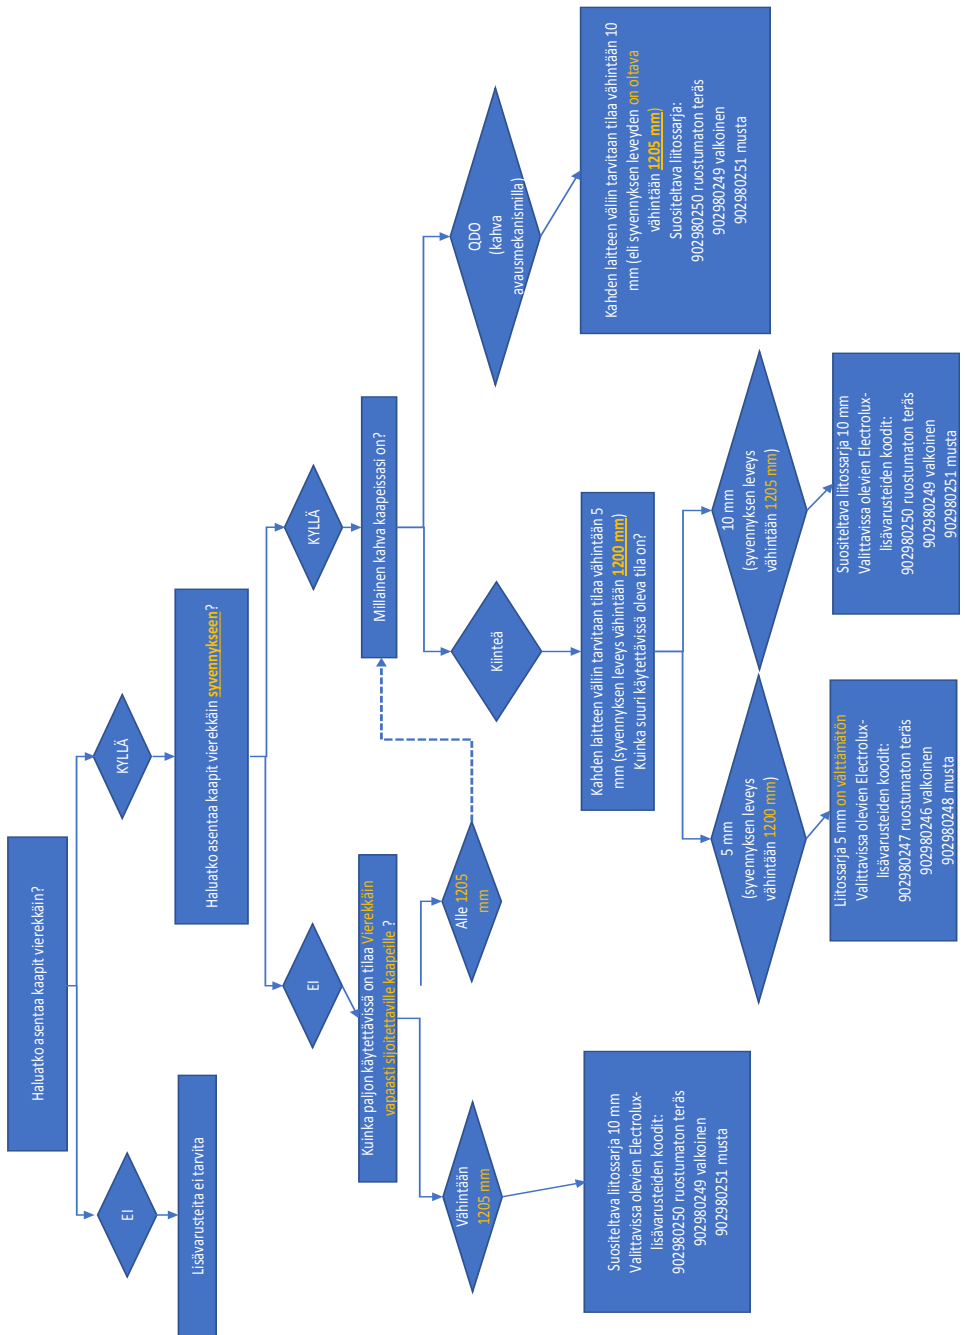 Haluatko asentaa kaapit vierekkäin?
EI
KYLLÄ
Lisävarusteita ei tarvita
Haluatko asentaa kaapit vierekkäin syvennykseen?
EI
KYLLÄ
Kuinka paljon käytettävissä on tilaa Vierekkäin
vapaasti sijoitettaville kaapeille ?
Millainen kahva kaapeissasi on?
Vähintään
1205 mm
Alle 1205
mm
Kiinteä
QDO
(kahva
avausmekanismilla)
Suositeltava liitossarja 10 mm
Valittavissa olevien Electrolux-
lisävarusteiden koodit:
902980250 ruostumaton teräs
902980249 valkoinen
902980251 musta
Kahden laitteen väliin tarvitaan tilaa vähintään 5
mm (syvennyksen leveys vähintään 1200 mm)
Kuinka suuri käytettävissä oleva tila on?
Kahden laitteen väliin tarvitaan tilaa vähintään 10
mm (eli syvennyksen leveyden on oltava
vähintään 1205 mm)
Suositeltava liitossarja:
902980250 ruostumaton teräs
902980249 valkoinen
902980251 musta
5 mm
(syvennyksen leveys
vähintään 1200 mm)
10 mm
(syvennyksen leveys
vähintään 1205 mm)
Liitossarja 5 mm on välttämätön
Valittavissa olevien Electrolux-
lisävarusteiden koodit:
902980247 ruostumaton teräs
902980246 valkoinen
902980248 musta
Suositeltava liitossarja 10 mm
Valittavissa olevien Electrolux-
lisävarusteiden koodit:
902980250 ruostumaton teräs
902980249 valkoinen
902980251 musta